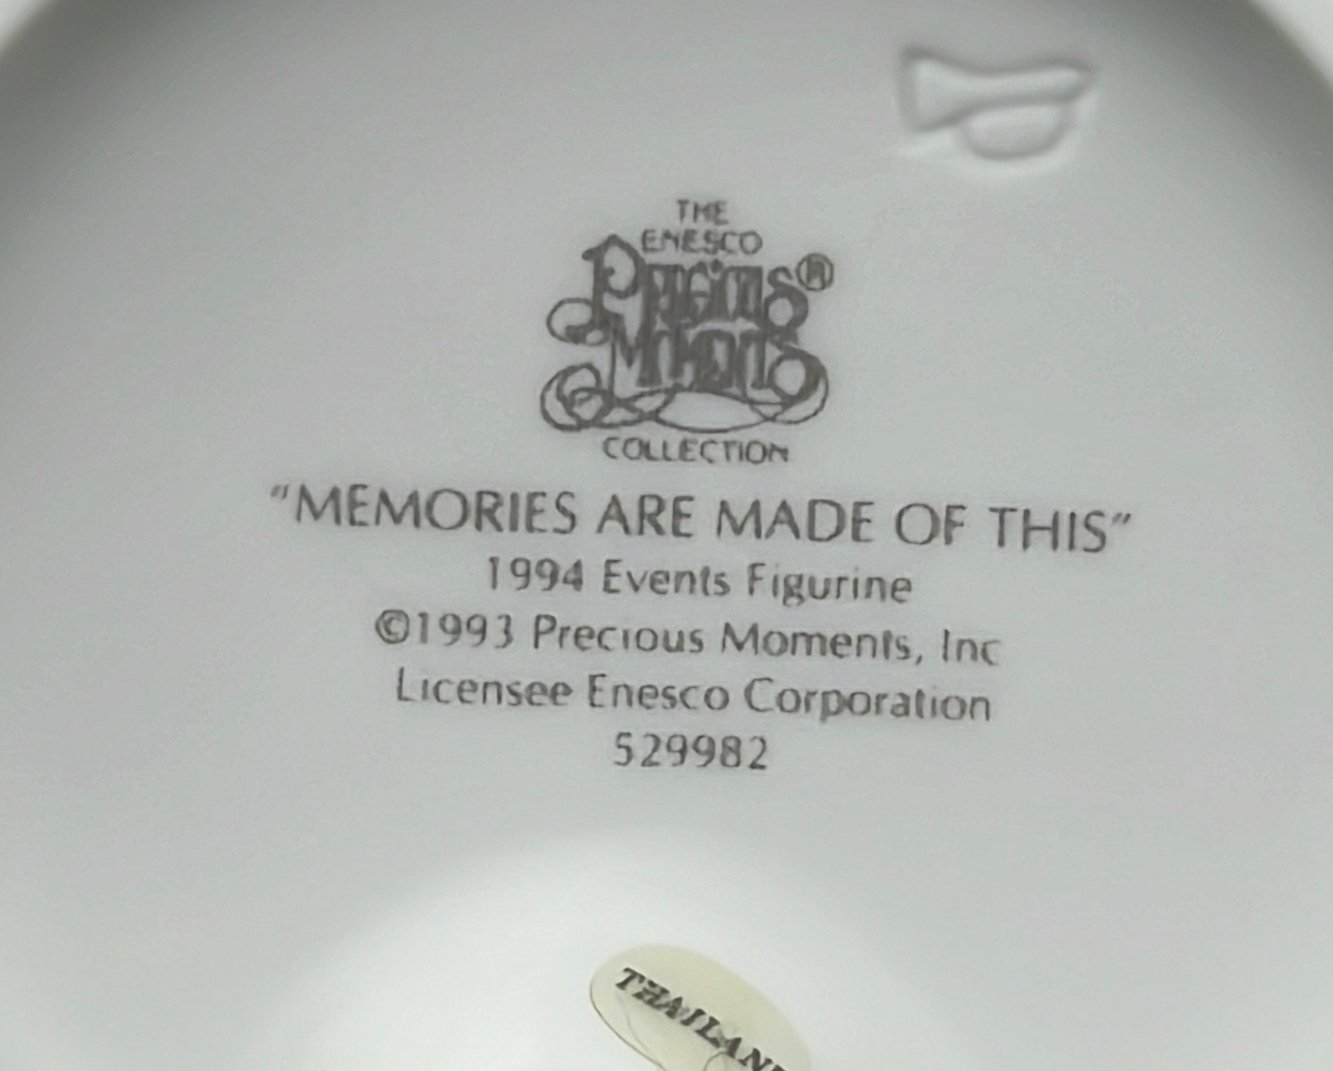 THE
ENESCO
Precious®
Moments
COLLECTION
"MEMORIES ARE MADE OF THIS"
1994 Events Figurine
©1993 Precious Moments, Inc
Licensee Enesco Corporation
529982
THAILAND